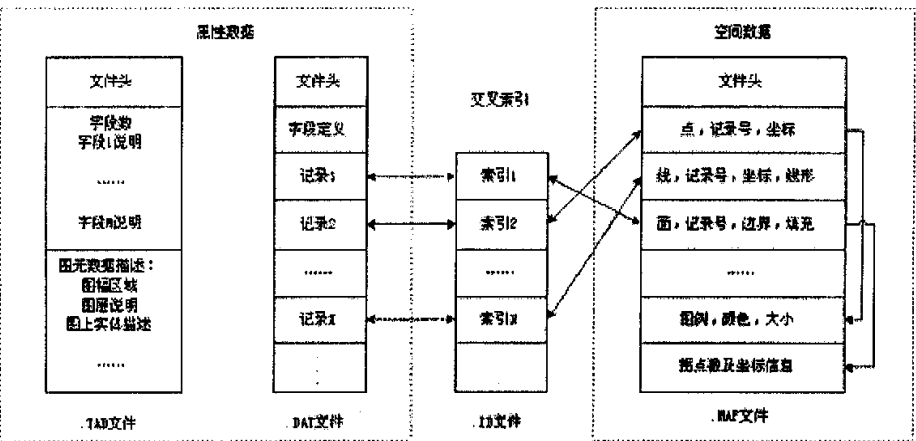 属性数据
空间数据
交叉索引
文件头
字段数
字段1说明
……
字段M说明
图元数据描述：
图幅区域
图层说明
图上实体描述
……
.TAB文件
文件头
字段定义
记录1
记录2
……
记录N
.DAT文件
索引1
索引2
……
索引N
.ID文件
文件头
点，记录号，坐标
线，记录号，坐标，线形
面，记录号，边界，填充
……
图例，颜色，大小
拐点数及坐标信息
.MAP文件